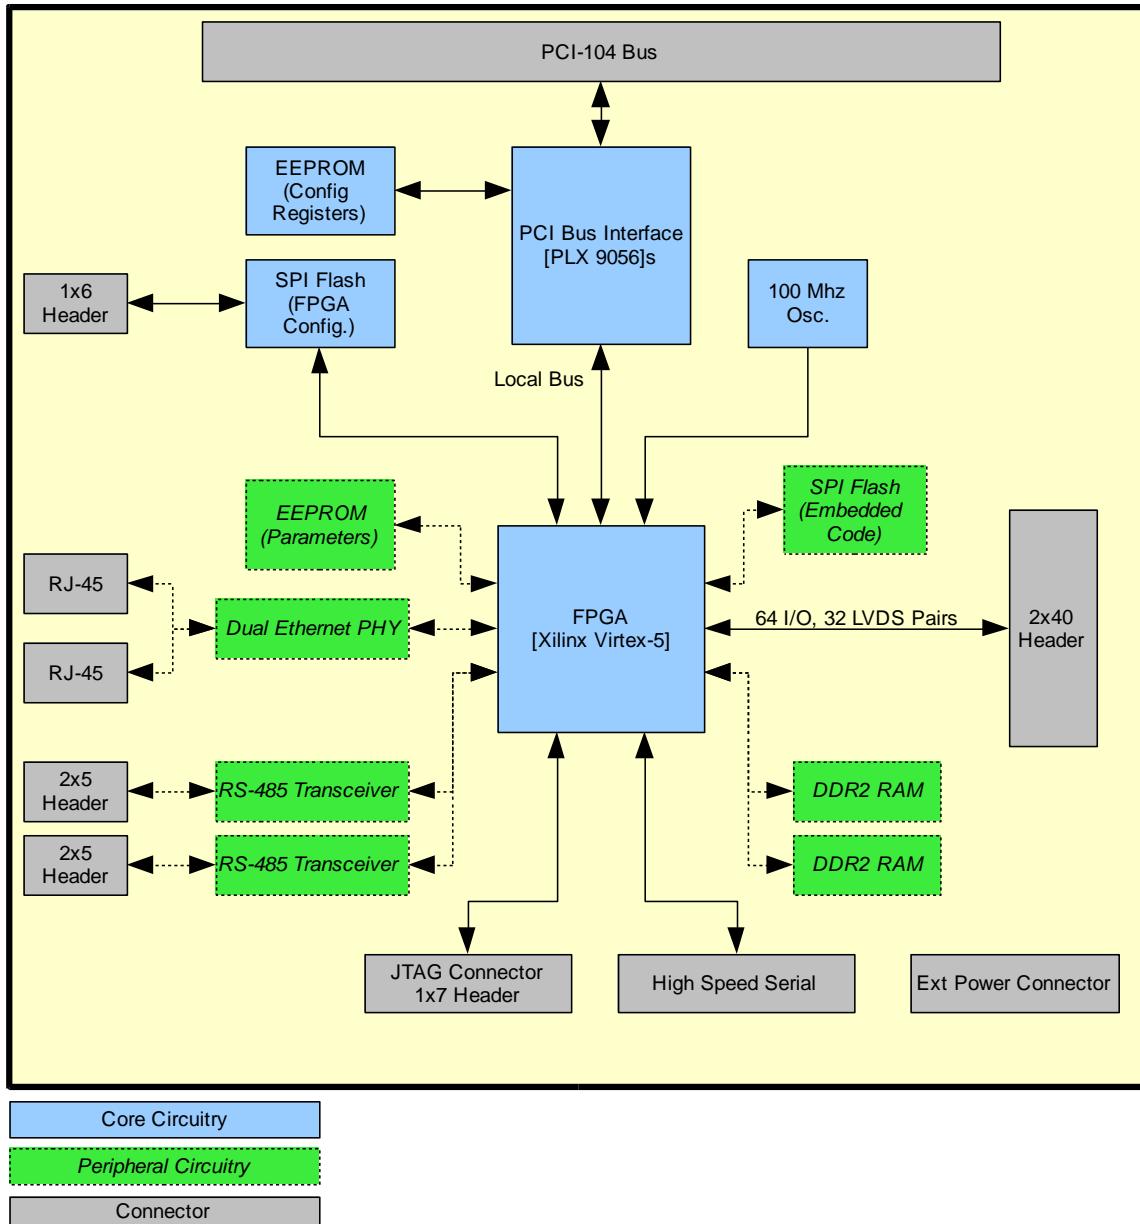 PCI-104 Bus
EEPROM
(Config
Registers)
PCI Bus Interface
[PLX 9056]s
1x6
Header
SPI Flash
(FPGA
Config.)
100 Mhz
Osc.
Local Bus
EEPROM
(Parameters)
SPI Flash
(Embedded
Code)
RJ-45
Dual Ethernet PHY
FPGA
[Xilinx Virtex-5]
64 I/O, 32 LVDS Pairs
2x40
Header
RJ-45
2x5
Header
RS-485 Transceiver
DDR2 RAM
2x5
Header
RS-485 Transceiver
DDR2 RAM
JTAG Connector
1x7 Header
High Speed Serial
Ext Power Connector
Core Circuitry
Peripheral Circuitry
Connector